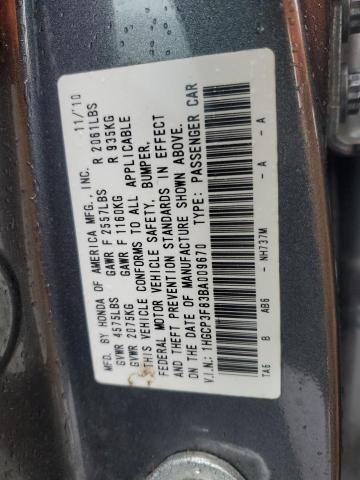 MFD. BY HONDA OF AMERICA MFG., INC. 11/10
GVWR 4575LBS GAWR F 2557LBS R 2061LBS
GVWR 2075KG GAWR F 1160KG R 935KG
THIS VEHICLE CONFORMS TO ALL APPLICABLE
FEDERAL MOTOR VEHICLE SAFETY, BUMPER,
AND THEFT PREVENTION STANDARDS IN EFFECT
ON THE DATE OF MANUFACTURE SHOWN ABOVE.
V.I.N.: 1HGCP3F83BA009670 TYPE: PASSENGER CAR
TA6 B AB6 - NH737M - A - A